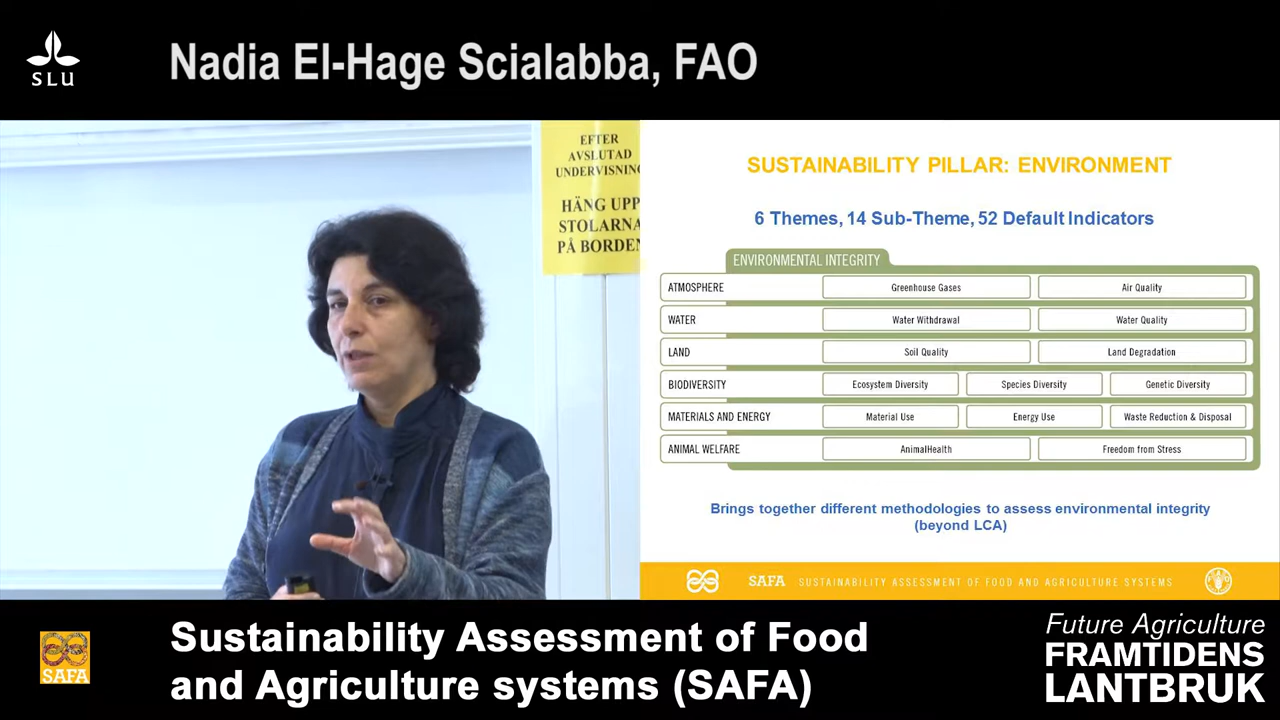 SLU
Nadia El-Hage Scialabba, FAO
EFTER
AVSLUTAD
UNDERVISNING
HÄNG UPP
STOLARNA
PÅ BORDEN
SUSTAINABILITY PILLAR: ENVIRONMENT
6 Themes, 14 Sub-Theme, 52 Default Indicators
ENVIRONMENTAL INTEGRITY
ATMOSPHERE Greenhouse Gases Air Quality
WATER Water Withdrawal Water Quality
LAND Soil Quality Land Degradation
BIODIVERSITY Ecosystem Diversity Species Diversity Genetic Diversity
MATERIALS AND ENERGY Material Use Energy Use Waste Reduction & Disposal
ANIMAL WELFARE AnimalHealth Freedom from Stress
Brings together different methodologies to assess environmental integrity
(beyond LCA)
SAFA SUSTAINABILITY ASSESSMENT OF FOOD AND AGRICULTURE SYSTEMS
SAFA
Sustainability Assessment of Food
and Agriculture systems (SAFA)
Future Agriculture
FRAMTIDENS
LANTBRUK